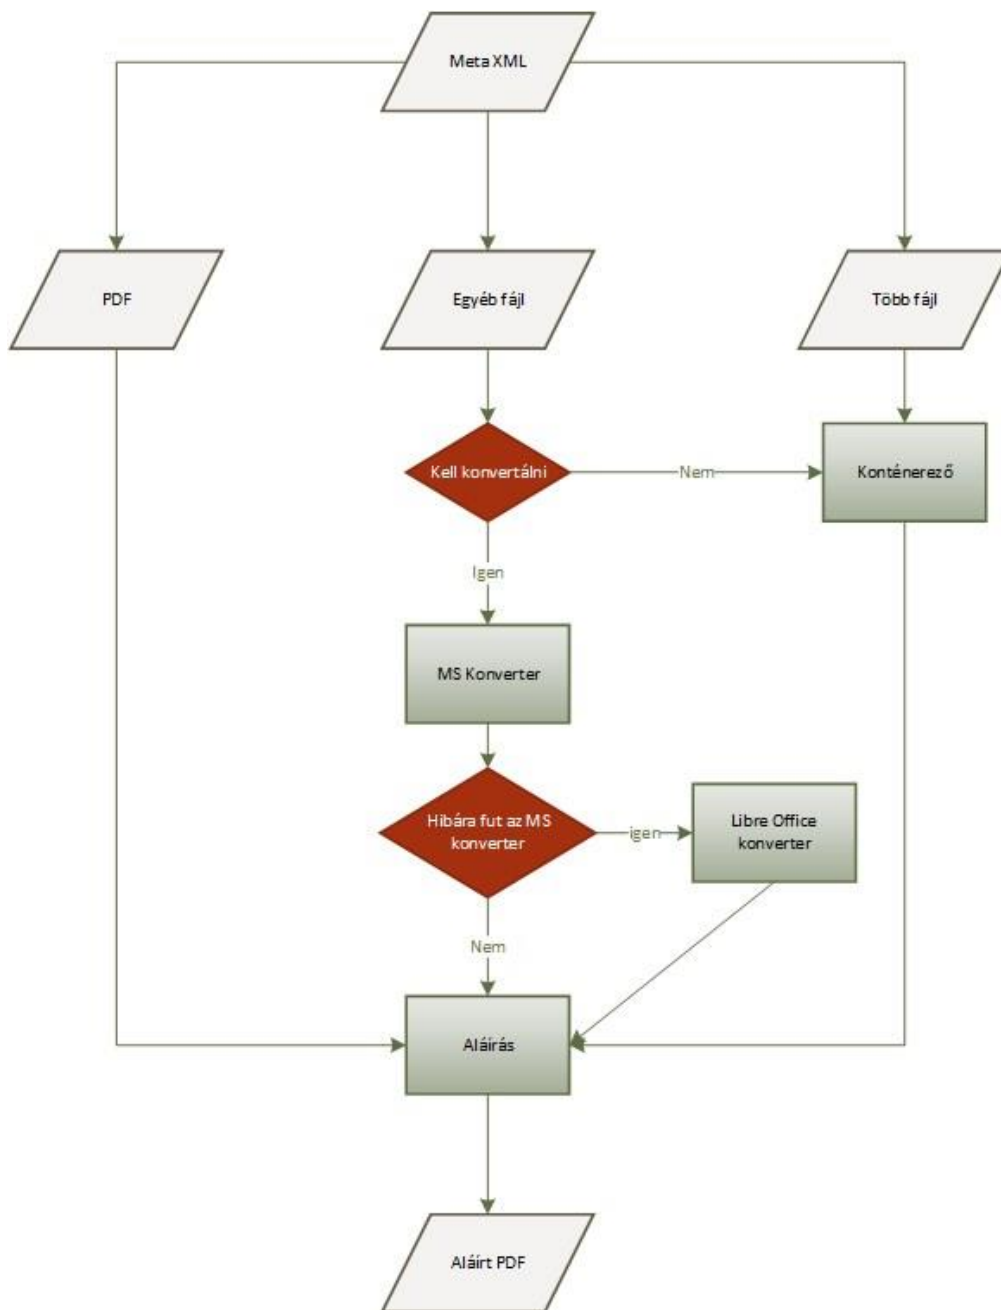 Meta XML
PDF
Egyéb fájl
Több fájl
Kell konvertálni
Nem
Konténerező
Igen
MS Konverter
Hibára fut az MS
konverter
igen
Libre Office
konverter
Nem
Aláírás
Aláírt PDF